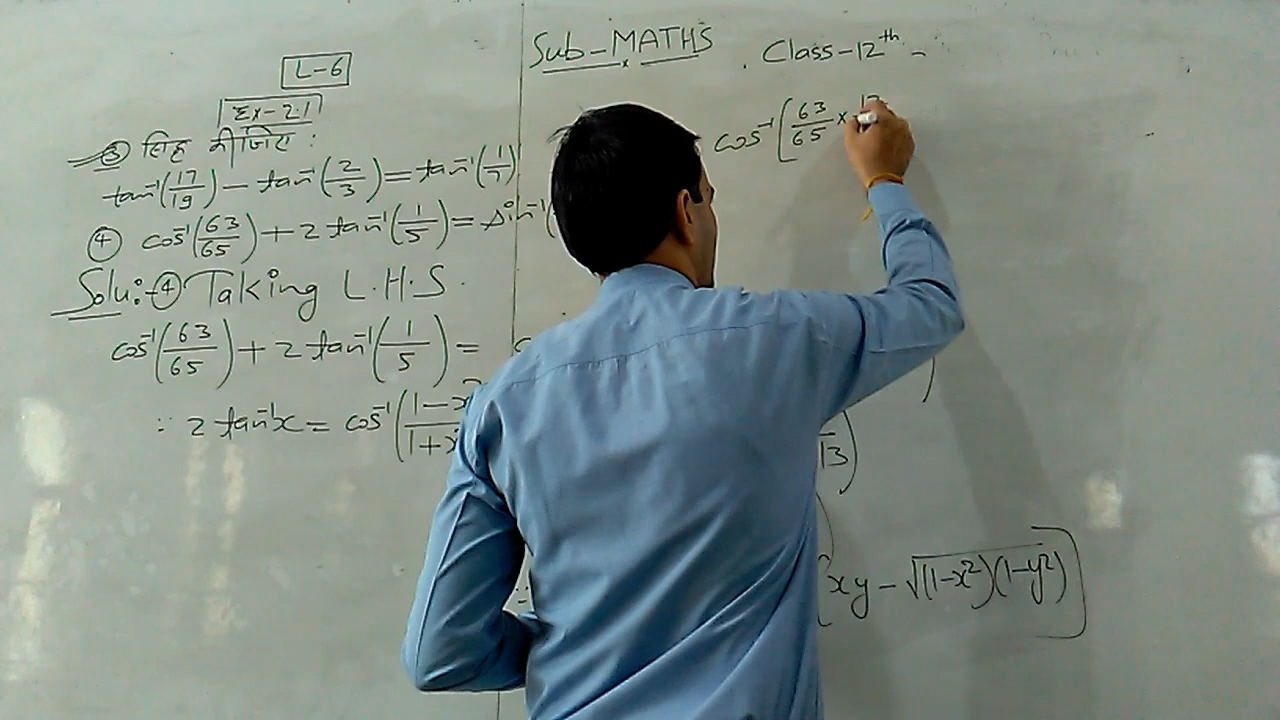 Sub-MATHS. Class-12th -
L-6
Ex-2.1
③ सिद्ध कीजिए :
tan⁻¹(17/19) - tan⁻¹(2/3) = tan⁻¹(1/7)
④ cos⁻¹(63/65) + 2 tan⁻¹(1/5) = sin⁻¹(
Solu:-④ Taking L.H.S.
cos⁻¹(63/65) + 2 tan⁻¹(1/5) =
∵ 2 tan⁻¹x = cos⁻¹(1-x²/1+x
cos⁻¹[63/65 × 12
13)
xy - √(1-x²)(1-y²)]